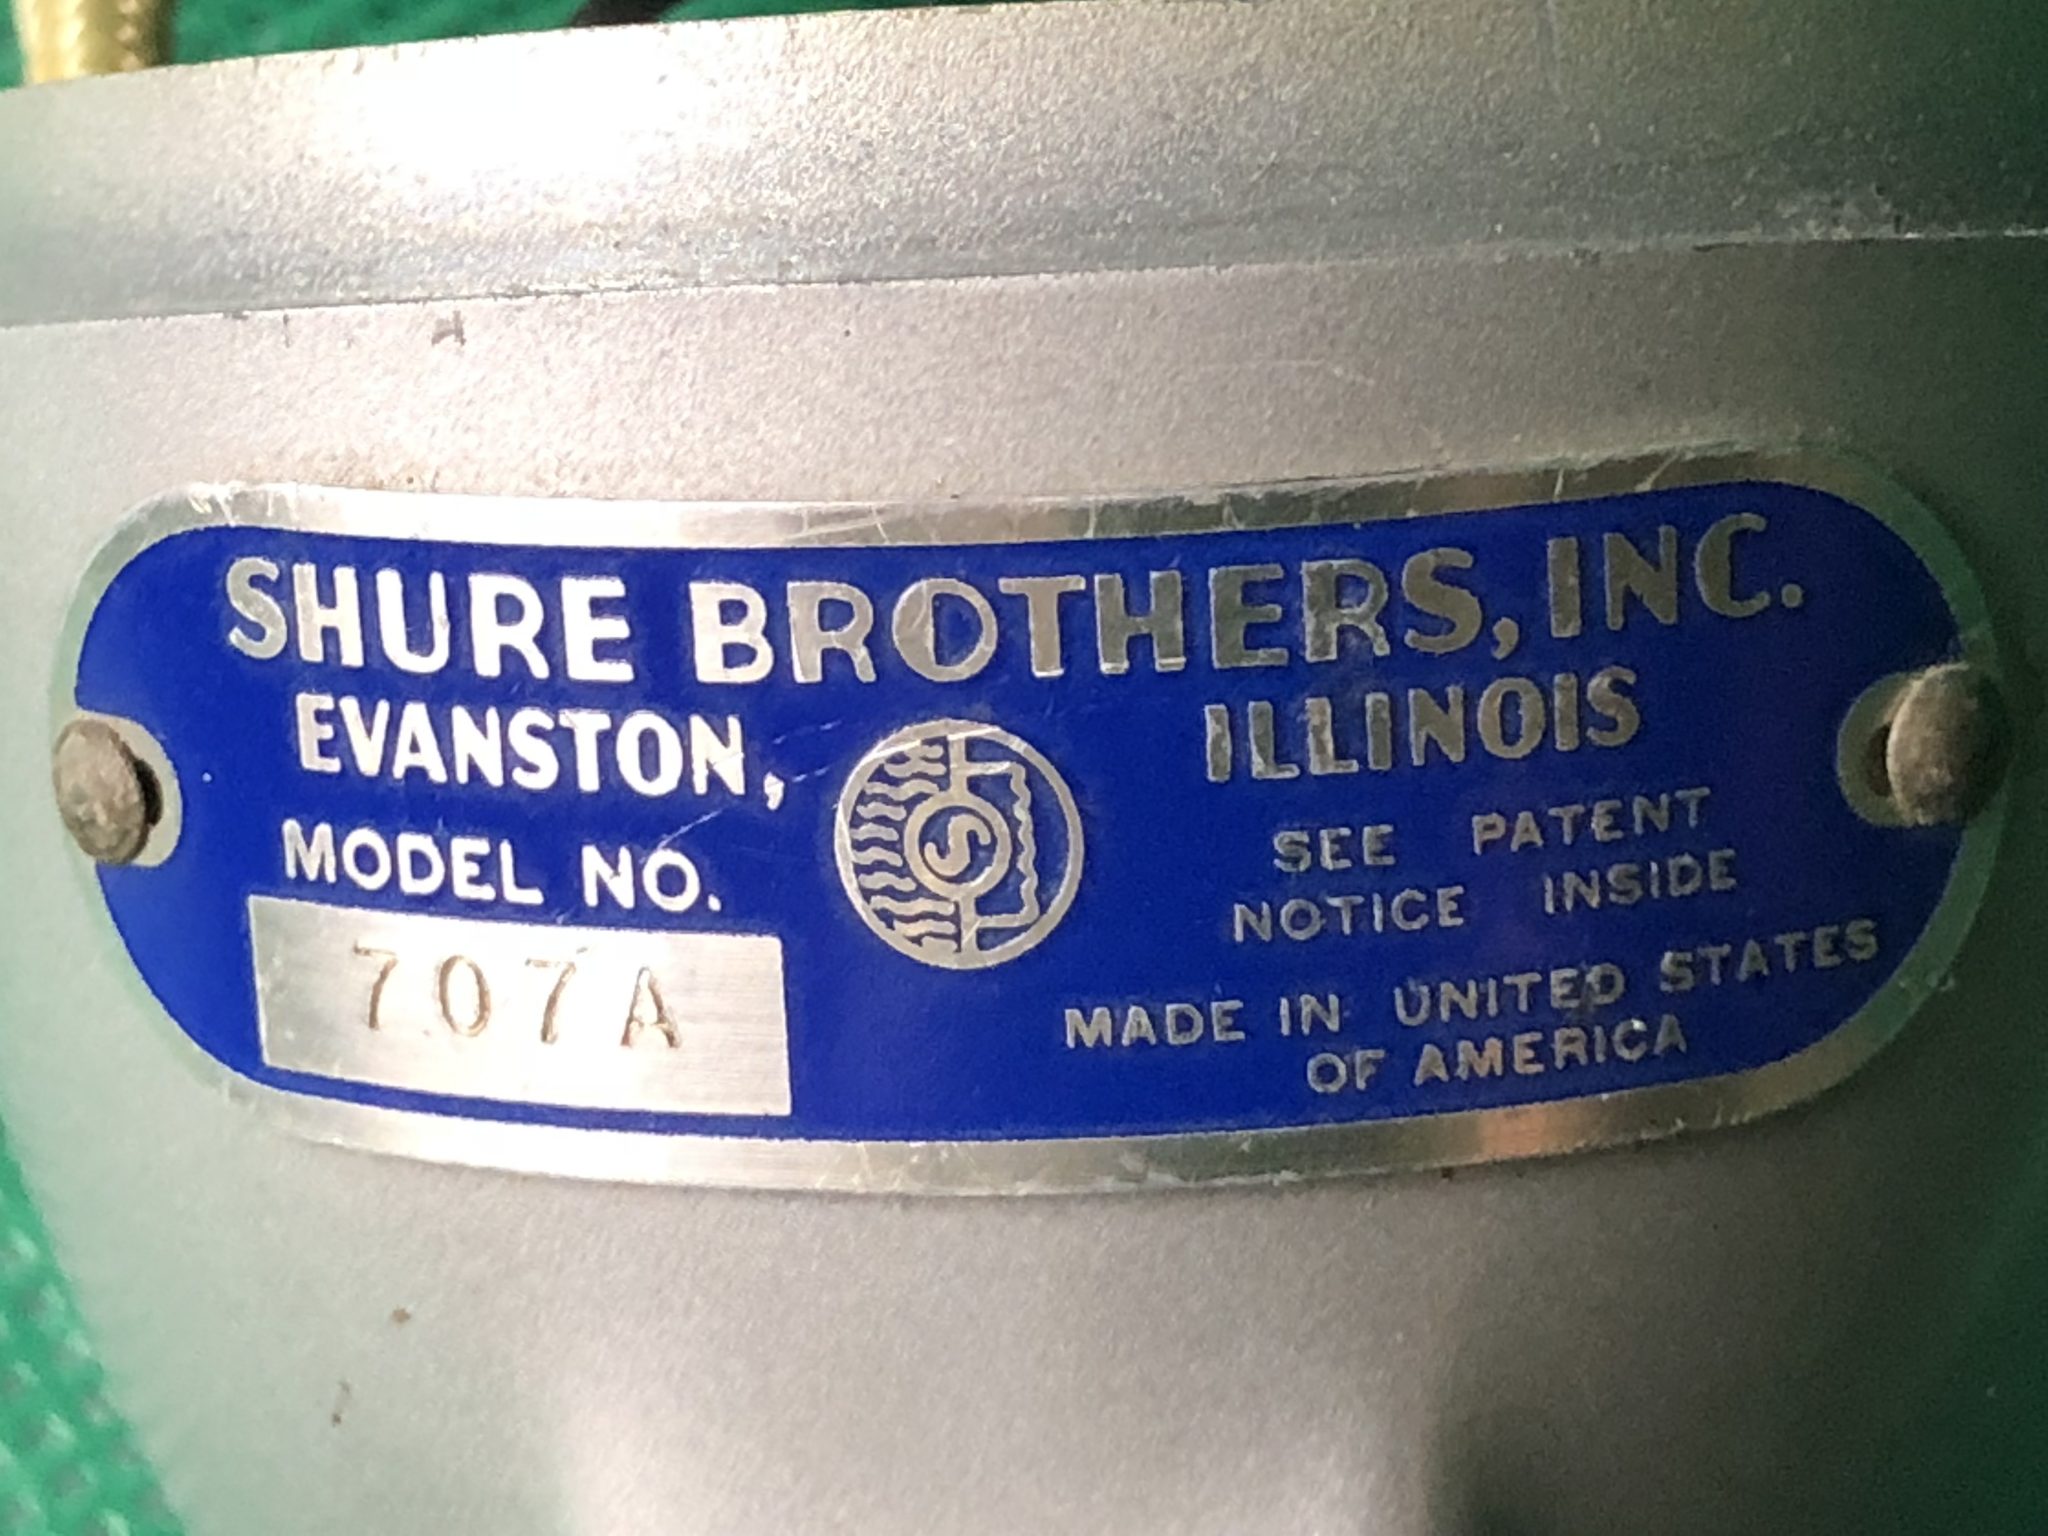 SHURE BROTHERS, INC.
EVANSTON, ILLINOIS
MODEL NO.
707A
S
SEE PATENT
NOTICE INSIDE
MADE IN UNITED STATES
OF AMERICA